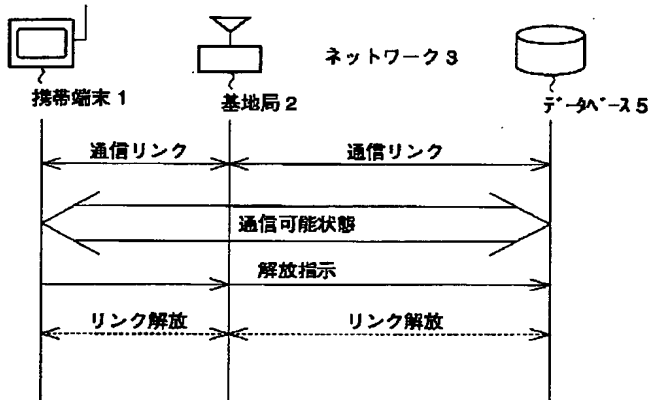 ネットワーク3
携帯端末1
基地局2
データベース5
通信リンク
通信リンク
通信可能状態
解放指示
リンク解放
リンク解放